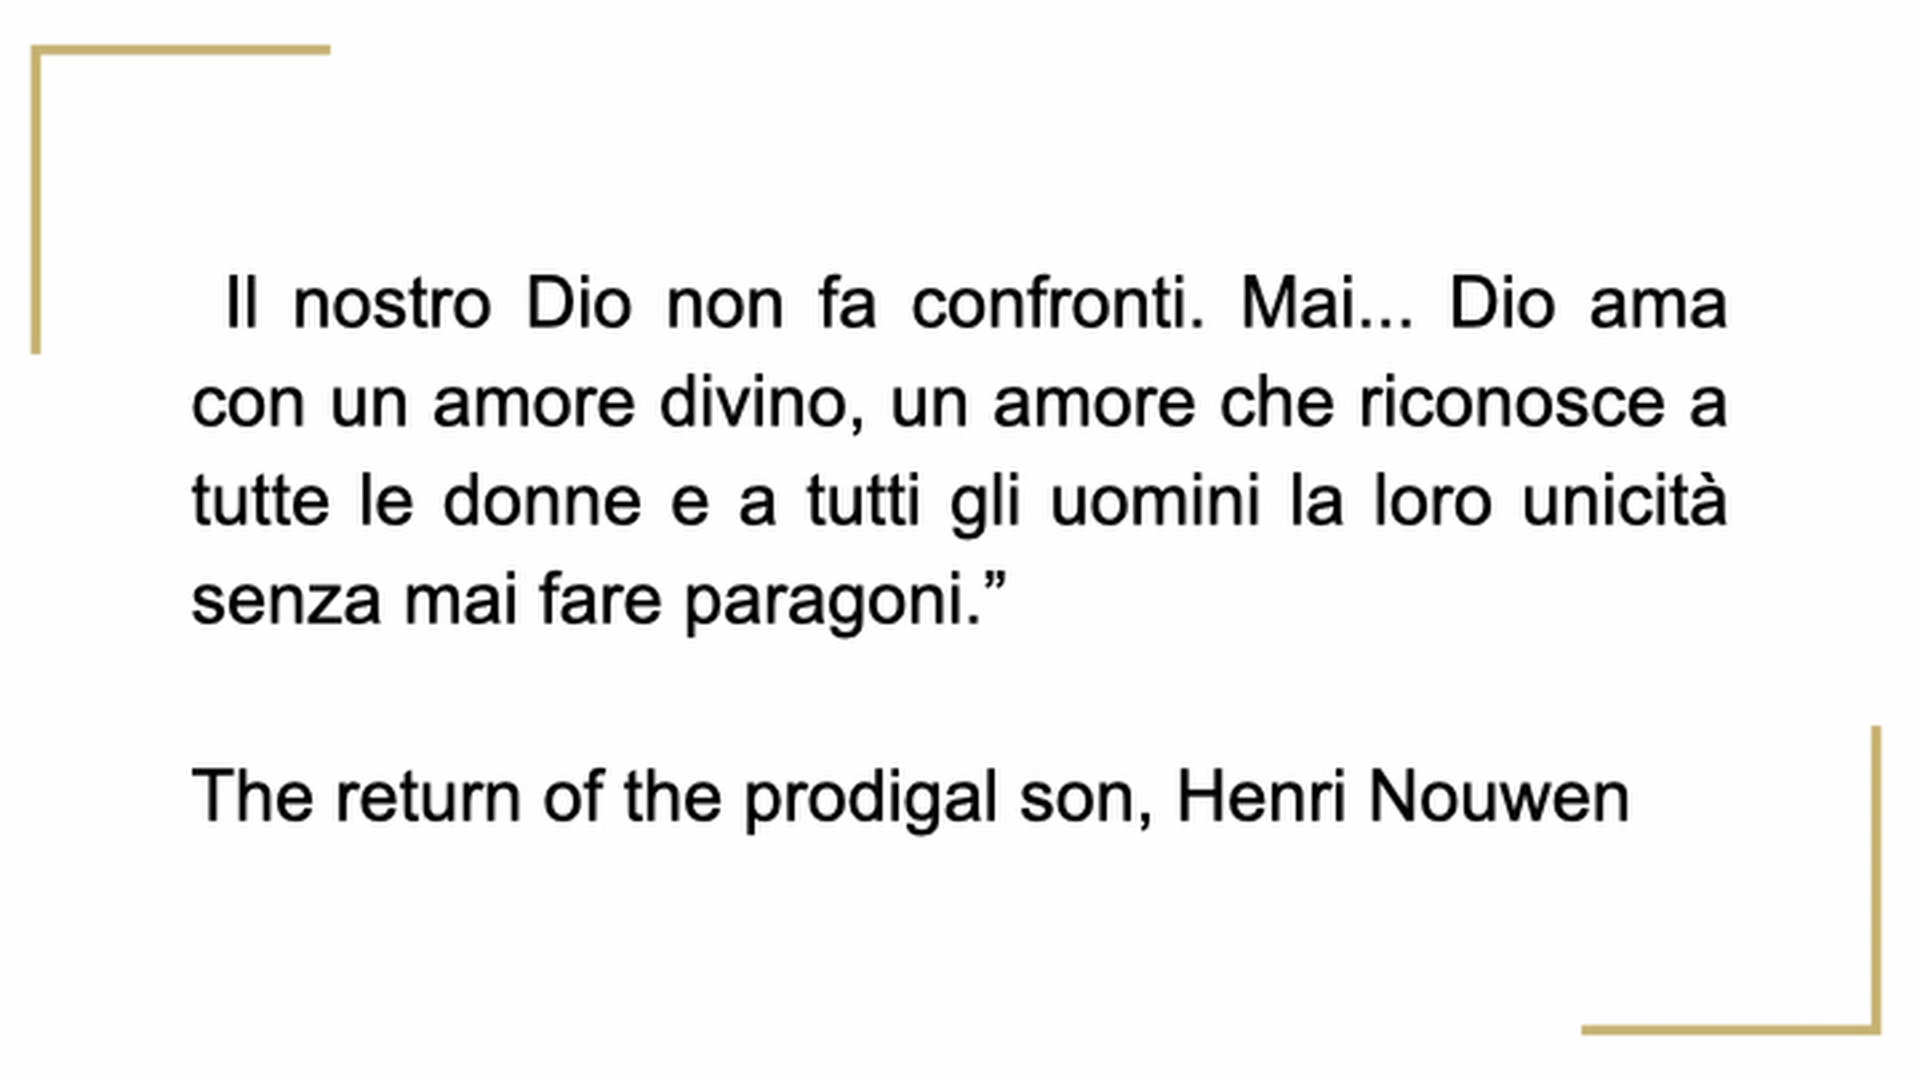 Il nostro Dio non fa confronti. Mai... Dio ama
con un amore divino, un amore che riconosce a
tutte le donne e a tutti gli uomini la loro unicità
senza mai fare paragoni.”
The return of the prodigal son, Henri Nouwen